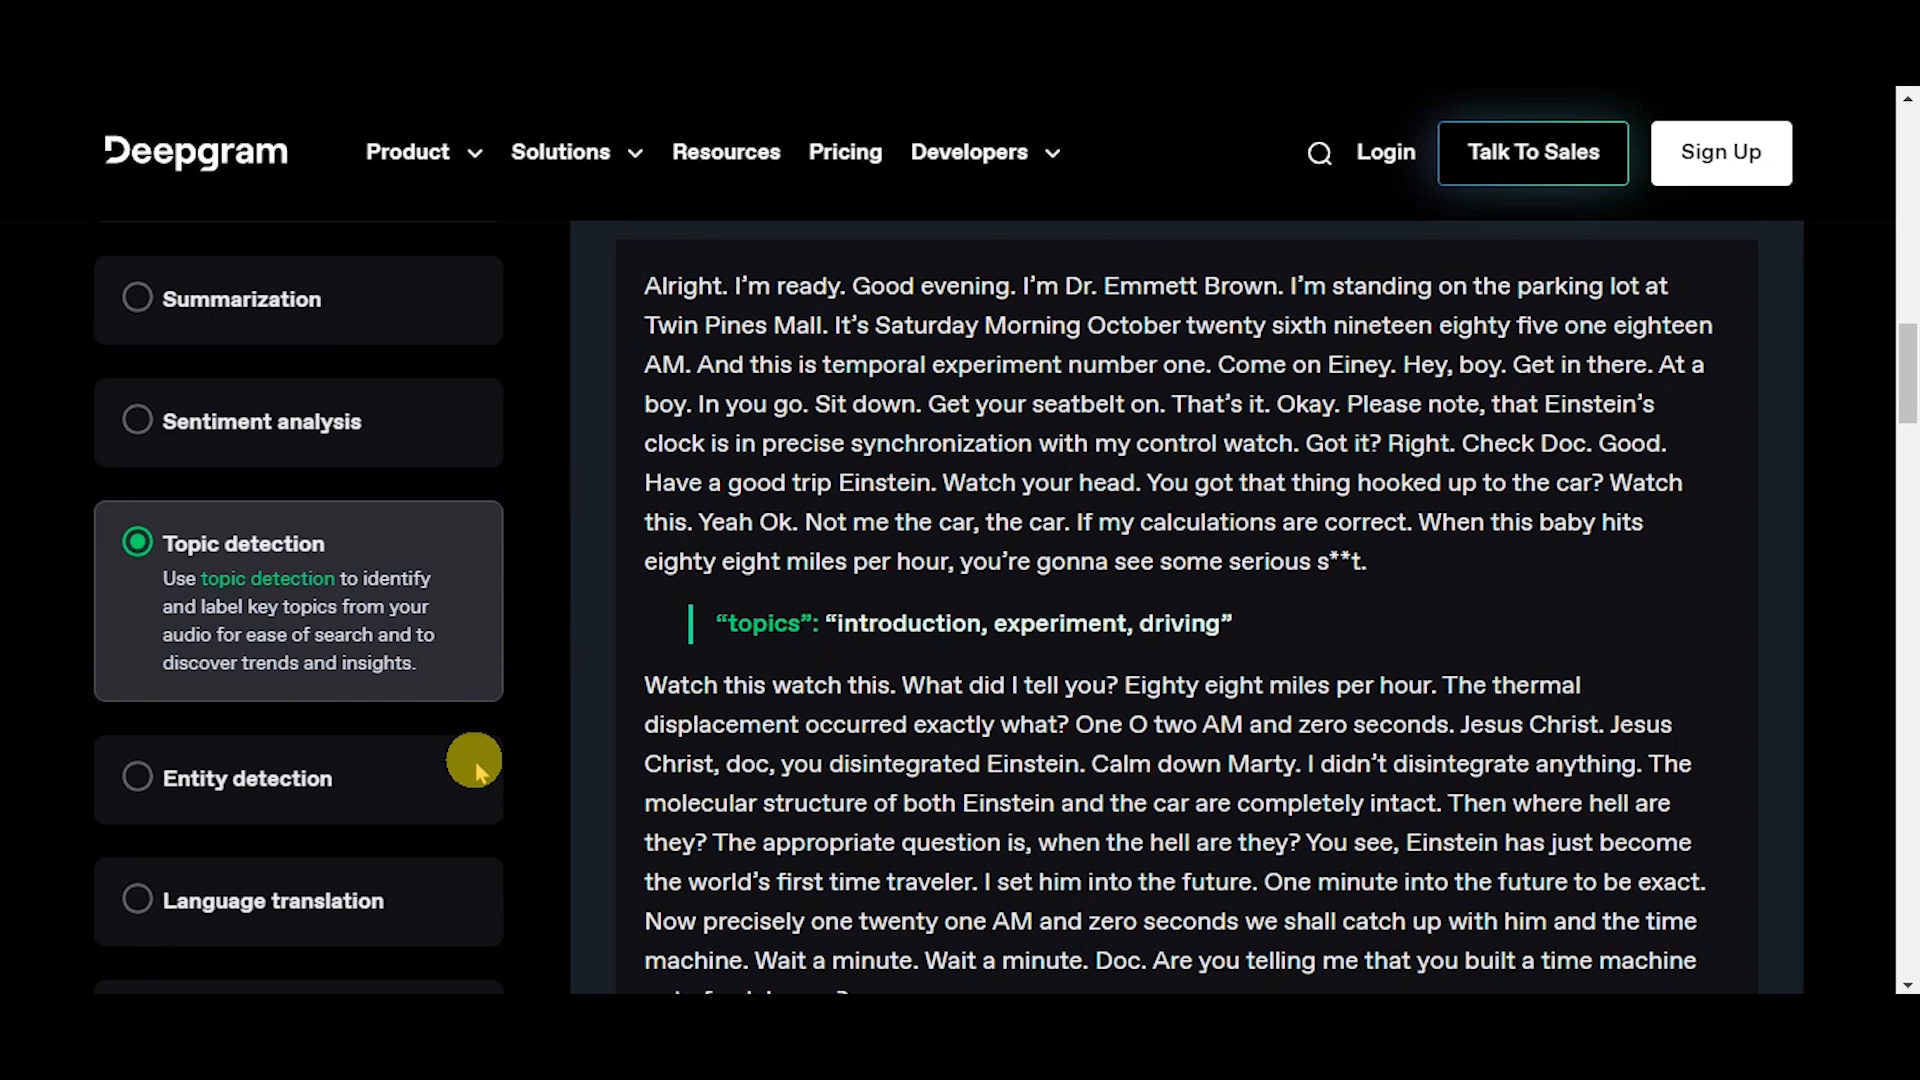 Deepgram
Product
Solutions
Resources
Pricing
Developers
Login
Talk To Sales
Sign Up
Summarization
Sentiment analysis
Topic detection
Use topic detection to identify
and label key topics from your
audio for ease of search and to
discover trends and insights.
Entity detection
Language translation
Alright. I'm ready. Good evening. I'm Dr. Emmett Brown. I'm standing on the parking lot at
Twin Pines Mall. It's Saturday Morning October twenty sixth nineteen eighty five one eighteen
AM. And this is temporal experiment number one. Come on Einey. Hey, boy. Get in there. At a
boy. In you go. Sit down. Get your seatbelt on. That's it. Okay. Please note, that Einstein's
clock is in precise synchronization with my control watch. Got it? Right. Check Doc. Good.
Have a good trip Einstein. Watch your head. You got that thing hooked up to the car? Watch
this. Yeah Ok. Not me the car, the car. If my calculations are correct. When this baby hits
eighty eight miles per hour, you're gonna see some serious s**t.
“topics”: “introduction, experiment, driving”
Watch this watch this. What did I tell you? Eighty eight miles per hour. The thermal
displacement occurred exactly what? One O two AM and zero seconds. Jesus Christ. Jesus
Christ, doc, you disintegrated Einstein. Calm down Marty. I didn't disintegrate anything. The
molecular structure of both Einstein and the car are completely intact. Then where hell are
they? The appropriate question is, when the hell are they? You see, Einstein has just become
the world's first time traveler. I set him into the future. One minute into the future to be exact.
Now precisely one twenty one AM and zero seconds we shall catch up with him and the time
machine. Wait a minute. Wait a minute. Doc. Are you telling me that you built a time machine